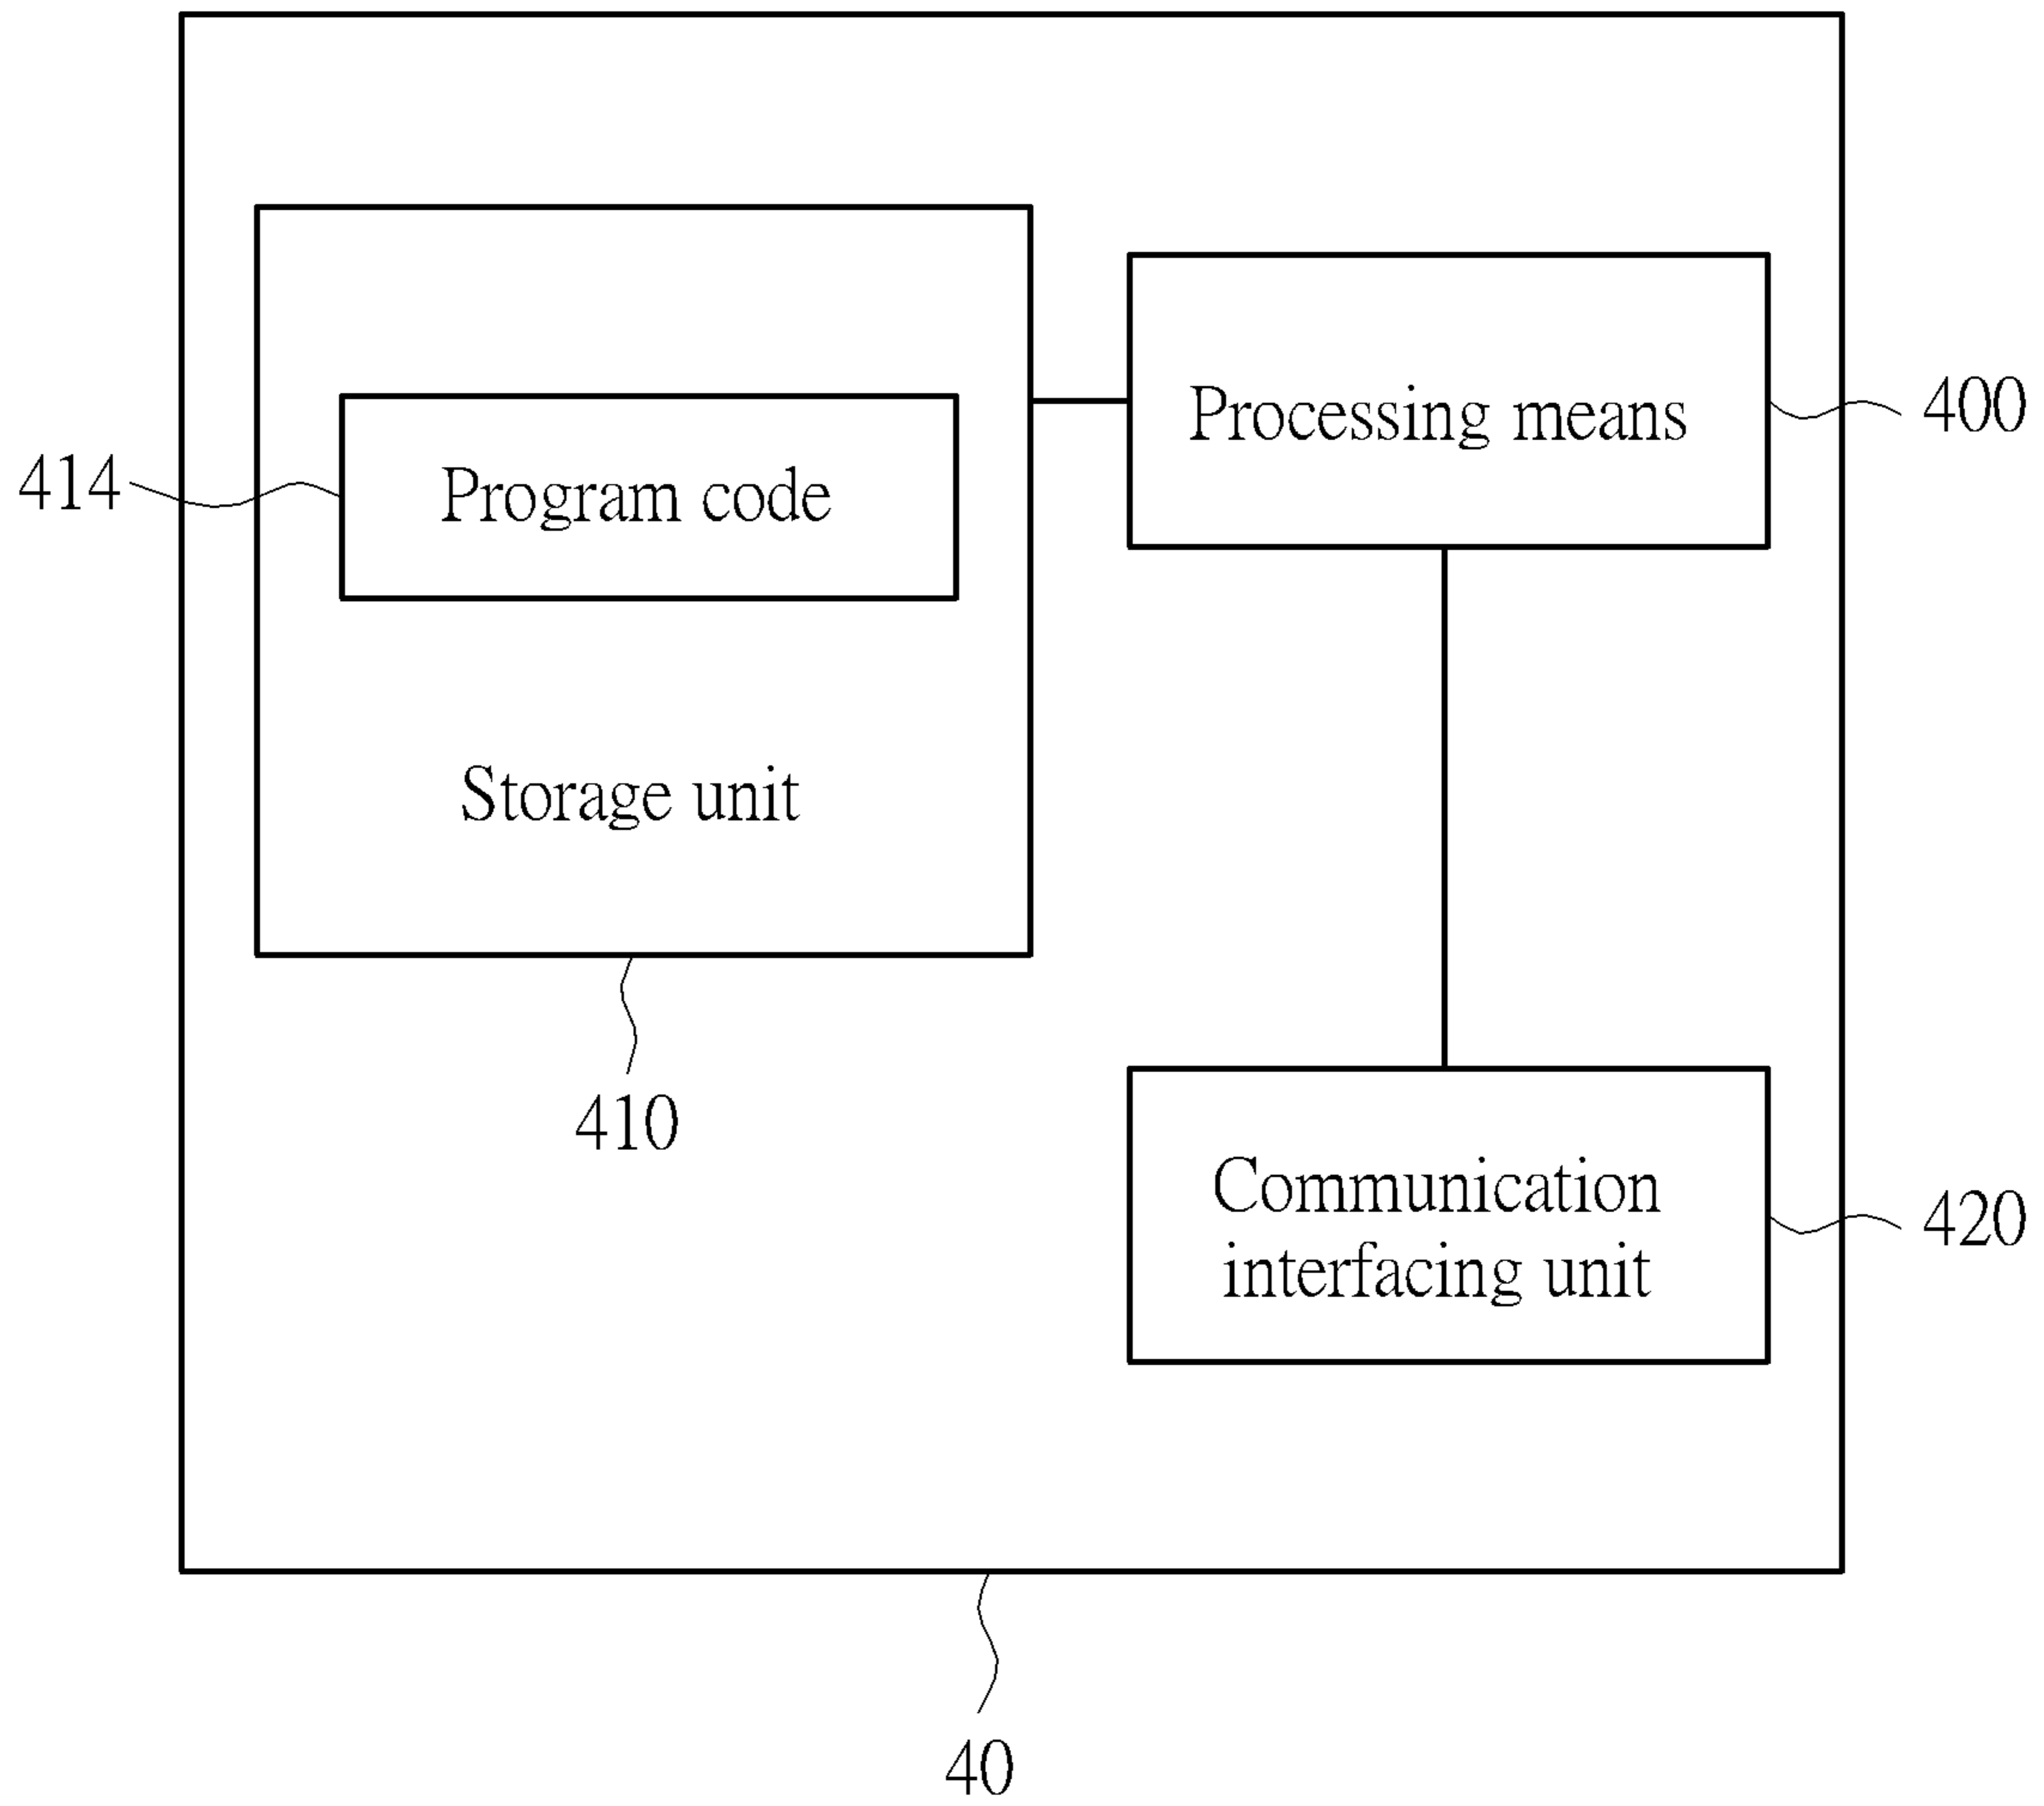 Processing means
400
414
Program code
Storage unit
410
Communication
interfacing unit
420
40